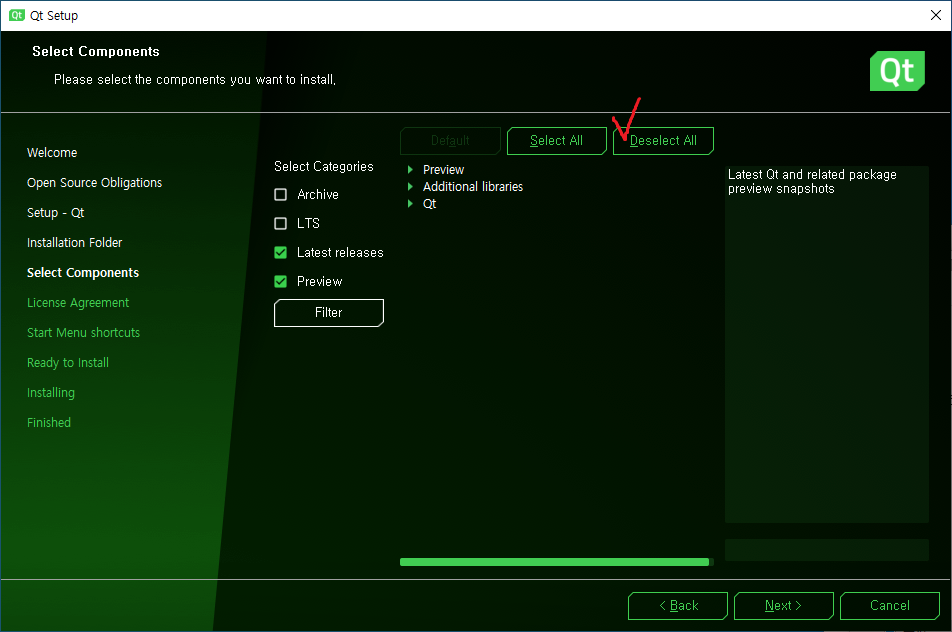 Qt Qt Setup
Select Components
Please select the components you want to install.
Qt
Welcome
Open Source Obligations
Setup - Qt
Installation Folder
Select Components
License Agreement
Start Menu shortcuts
Ready to Install
Installing
Finished
Select Categories
Archive
LTS
Latest releases
Preview
Filter
Default
Select All
Deselect All
Preview
Additional libraries
Qt
Latest Qt and related package
preview snapshots
< Back
Next >
Cancel